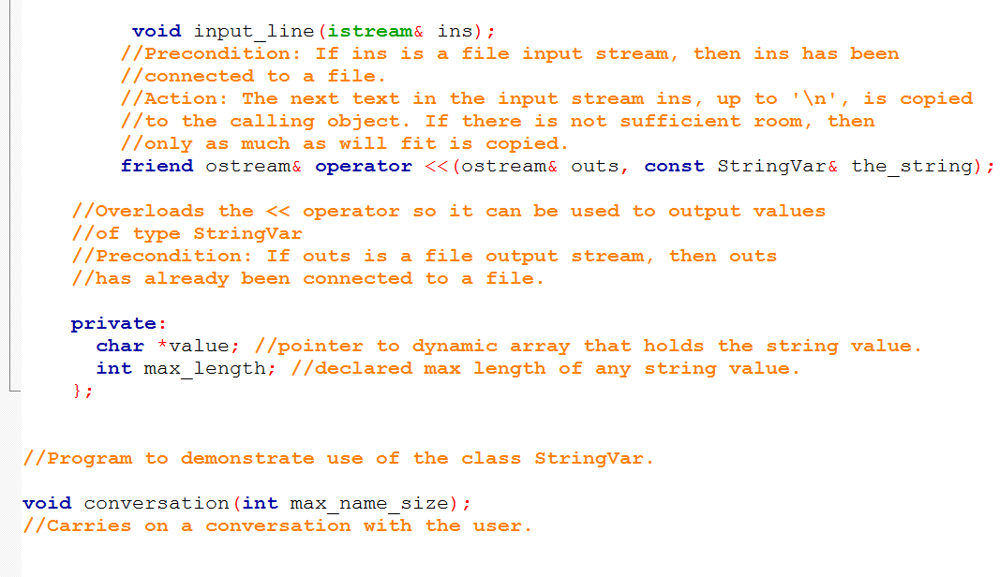 void input_line(istream& ins);
//Precondition: If ins is a file input stream, then ins has been
//connected to a file.
//Action: The next text in the input stream ins, up to '\n', is copied
//to the calling object. If there is not sufficient room, then
//only as much as will fit is copied.
friend ostream& operator <<(ostream& outs, const StringVar& the_string);
//Overloads the << operator so it can be used to output values
//of type StringVar
//Precondition: If outs is a file output stream, then outs
//has already been connected to a file.
private:
char *value; //pointer to dynamic array that holds the string value.
int max_length; //declared max length of any string value.
};
//Program to demonstrate use of the class StringVar.
void conversation(int max_name_size);
//Carries on a conversation with the user.